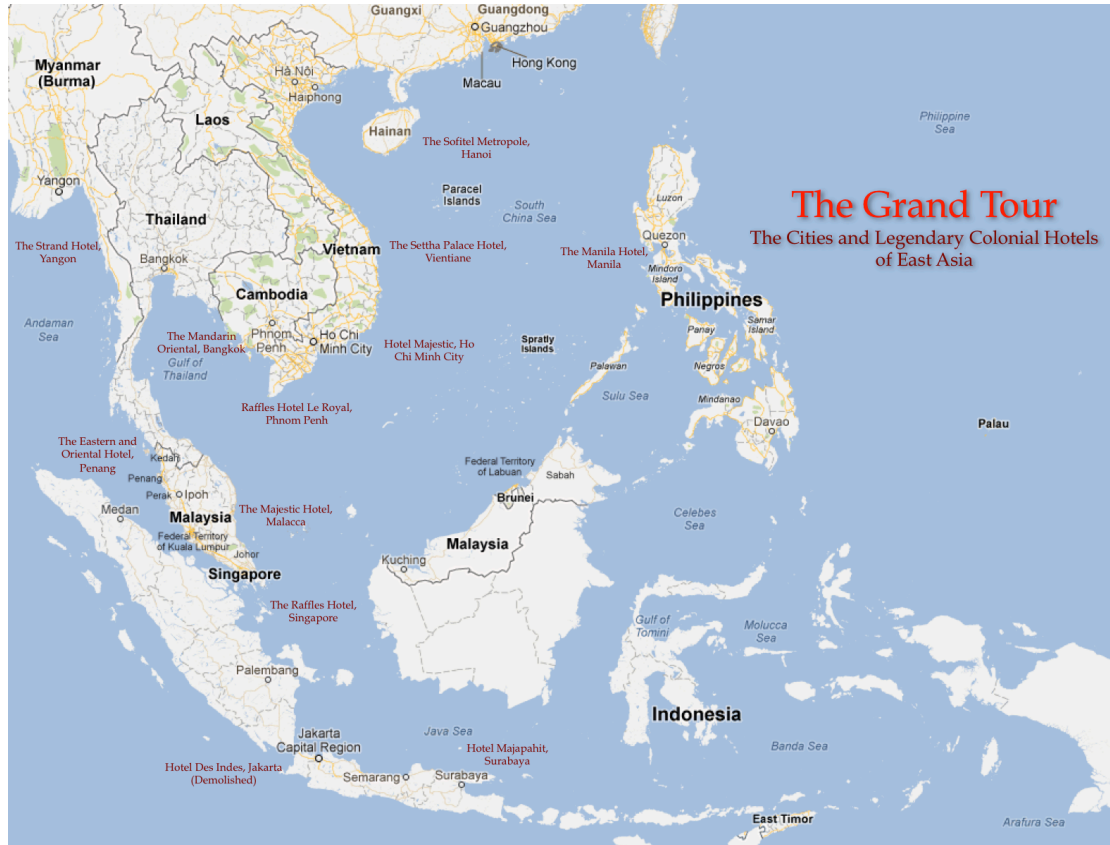 Guangxi
Guangdong
Guangzhou
Myanmar
(Burma)
Hong Kong
Hà Nội
Macau
Haiphong
Laos
Philippine
Sea
Hainan
The Sofitel Metropole,
Hanoi
Yangon
Paracel
Islands
Luzon
The Grand Tour
South
China Sea
Thailand
The Strand Hotel,
Yangon
Vietnam
The Settha Palace Hotel,
Vientiane
The Manila Hotel,
Manila
Quezon
The Cities and Legendary Colonial Hotels
of East Asia
Bangkok
Mindoro
Island
Cambodia
Philippines
Andaman
Sea
The Mandarin
Oriental, Bangkok
Phnom
Penh
Ho Chi
Minh City
Hotel Majestic, Ho
Chi Minh City
Spratly
Islands
Panay
Samar
Island
Gulf of
Thailand
Palawan
Negros
Sulu Sea
Mindanao
Raffles Hotel Le Royal,
Phnom Penh
Davao
Palau
The Eastern and
Oriental Hotel,
Penang
Kedah
Federal Territory
of Labuan
Sabah
Penang
Perak
Ipoh
Brunei
Medan
The Majestic Hotel,
Malacca
Malaysia
Celebes
Sea
Federal Territory
of Kuala Lumpur
Johor
Malaysia
Kuching
Singapore
The Raffles Hotel,
Singapore
Gulf of
Tomini
Molucca
Sea
Palembang
Indonesia
Jakarta
Capital Region
Java Sea
Hotel Majapahit,
Surabaya
Banda Sea
Hotel Des Indes, Jakarta
(Demolished)
Semarang
Surabaya
East Timor
Arafura Sea